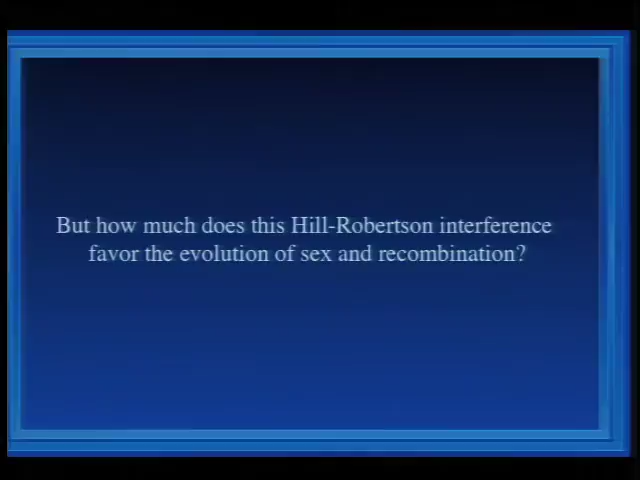 But how much does this Hill-Robertson interference
favor the evolution of sex and recombination?